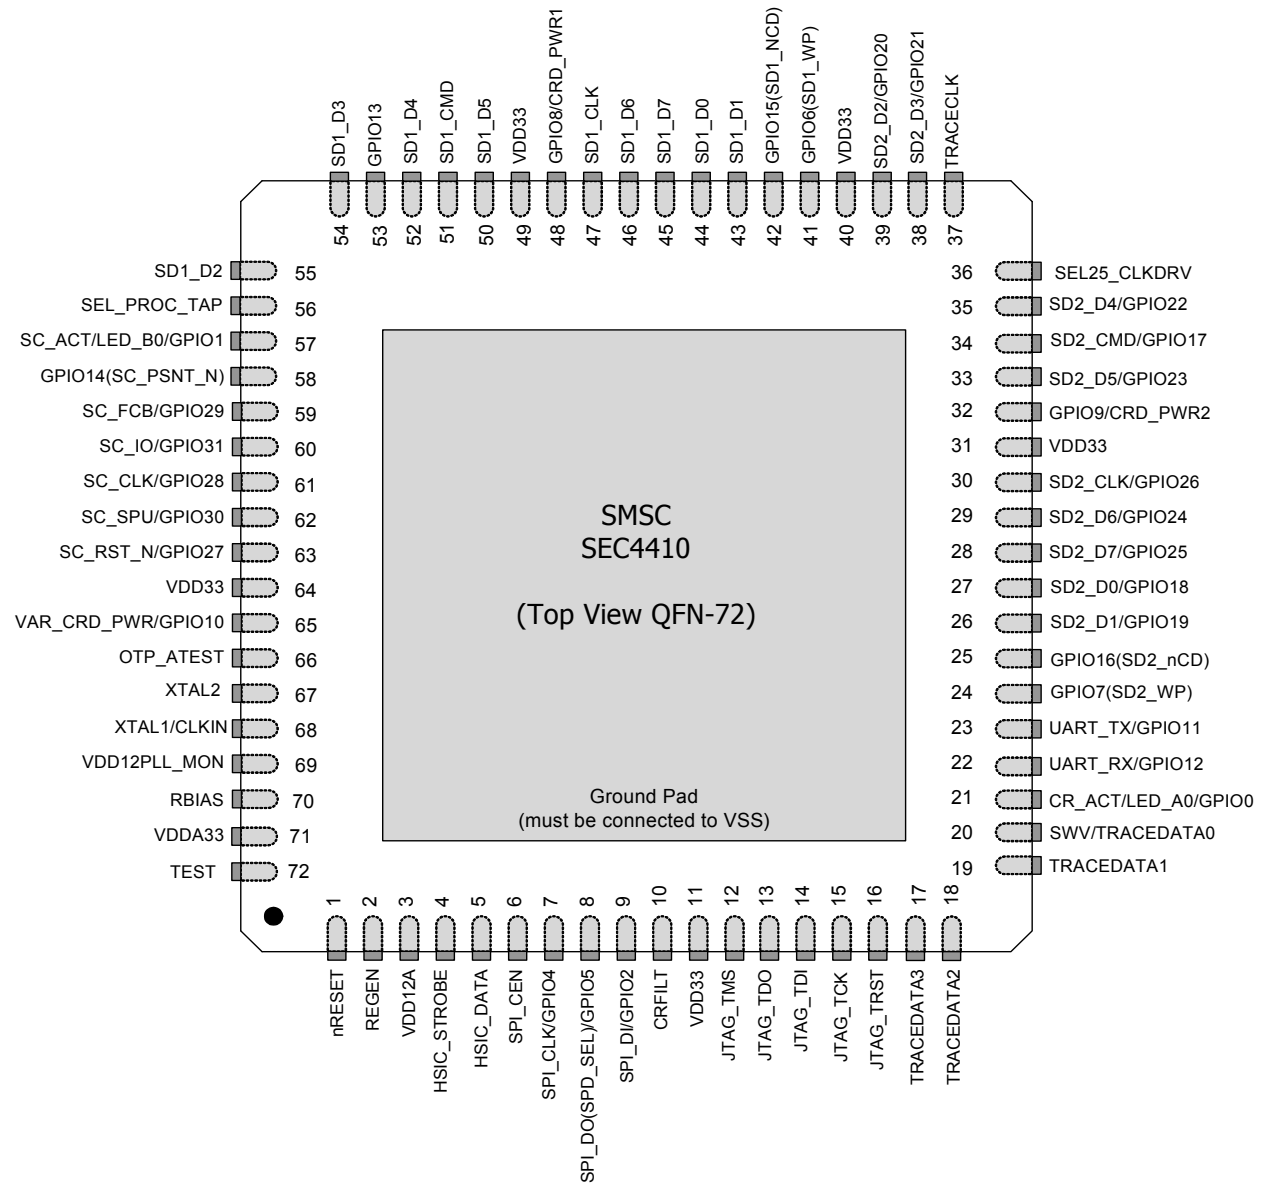 SD1_D3
GPIO13
SD1_D4
SD1_CMD
SD1_D5
VDD33
GPIO8/CRD_PWR1
SD1_CLK
SD1_D6
SD1_D7
SD1_D0
SD1_D1
GPIO15(SD1_NCD)
GPIO6(SD1_WP)
VDD33
SD2_D2/GPIO20
SD2_D3/GPIO21
TRACECLK
54
53
52
51
50
49
48
47
46
45
44
43
42
41
40
39
38
37
SD1_D2 55
SEL_PROC_TAP 56
SC_ACT/LED_B0/GPIO1 57
GPIO14(SC_PSNT_N) 58
SC_FCB/GPIO29 59
SC_IO/GPIO31 60
SC_CLK/GPIO28 61
SC_SPU/GPIO30 62
SC_RST_N/GPIO27 63
VDD33 64
VAR_CRD_PWR/GPIO10 65
OTP_ATEST 66
XTAL2 67
XTAL1/CLKIN 68
VDD12PLL_MON 69
RBIAS 70
VDDA33 71
TEST 72
SMSC
SEC4410
(Top View QFN-72)
Ground Pad
(must be connected to VSS)
36 SEL25_CLKDRV
35 SD2_D4/GPIO22
34 SD2_CMD/GPIO17
33 SD2_D5/GPIO23
32 GPIO9/CRD_PWR2
31 VDD33
30 SD2_CLK/GPIO26
29 SD2_D6/GPIO24
28 SD2_D7/GPIO25
27 SD2_D0/GPIO18
26 SD2_D1/GPIO19
25 GPIO16(SD2_nCD)
24 GPIO7(SD2_WP)
23 UART_TX/GPIO11
22 UART_RX/GPIO12
21 CR_ACT/LED_A0/GPIO0
20 SWV/TRACEDATA0
19 TRACEDATA1
1
2
3
4
5
6
7
8
9
10
11
12
13
14
15
16
17
18
nRESET
REGEN
VDD12A
HSIC_STROBE
HSIC_DATA
SPI_CEN
SPI_CLK/GPIO4
SPI_DO(SPD_SEL)/GPIO5
SPI_DI/GPIO2
CRFILT
VDD33
JTAG_TMS
JTAG_TDO
JTAG_TDI
JTAG_TCK
JTAG_TRST
TRACEDATA3
TRACEDATA2